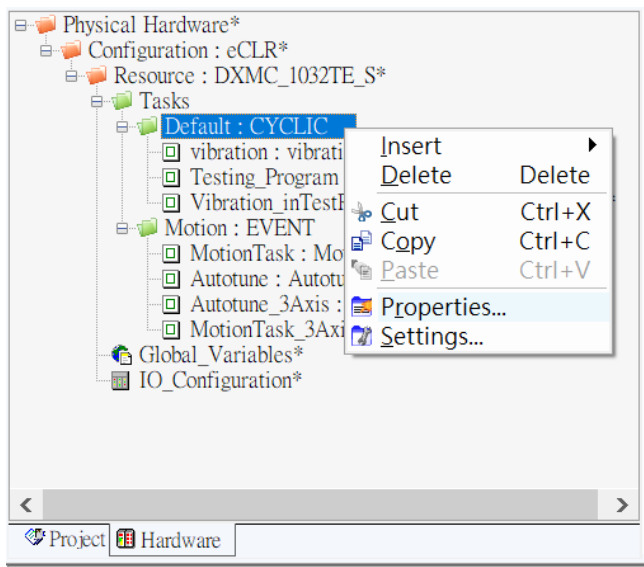 Physical Hardware*
Configuration : eCLR*
Resource : DXMC_1032TE_S*
Tasks
Default : CYCLIC
vibration : vibrati
Testing_Program
Vibration_inTest
Motion : EVENT
MotionTask : Mo
Autotune : Autotu
Autotune_3Axis :
MotionTask_3Axi
Global_Variables*
IO_Configuration*
Insert
Delete Delete
Cut Ctrl+X
Copy Ctrl+C
Paste Ctrl+V
Properties...
Settings...
Project Hardware